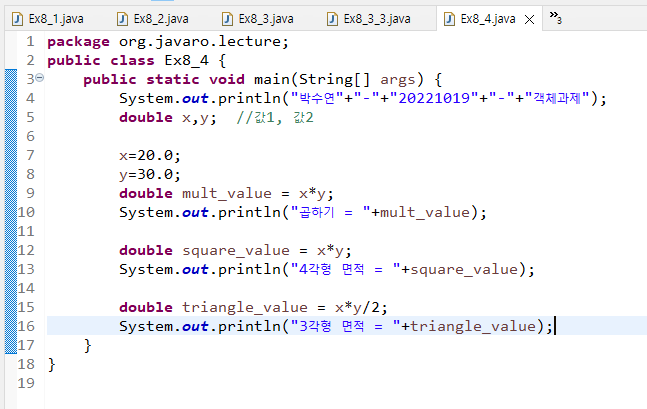 Ex8_1.java Ex8_2.java Ex8_3.java Ex8_3_3.java Ex8_4.java »3
1 package org.javaro.lecture;
2 public class Ex8_4 {
3 public static void main(String[] args) {
4 System.out.println("박수연"+"-"+"20221019"+"-"+"객체과제");
5 double x,y; //값1, 값2
6
7 x=20.0;
8 y=30.0;
9 double mult_value = x*y;
10 System.out.println("곱하기 = "+mult_value);
11
12 double square_value = x*y;
13 System.out.println("4각형 면적 = "+square_value);
14
15 double triangle_value = x*y/2;
16 System.out.println("3각형 면적 = "+triangle_value);
17 }
18 }
19